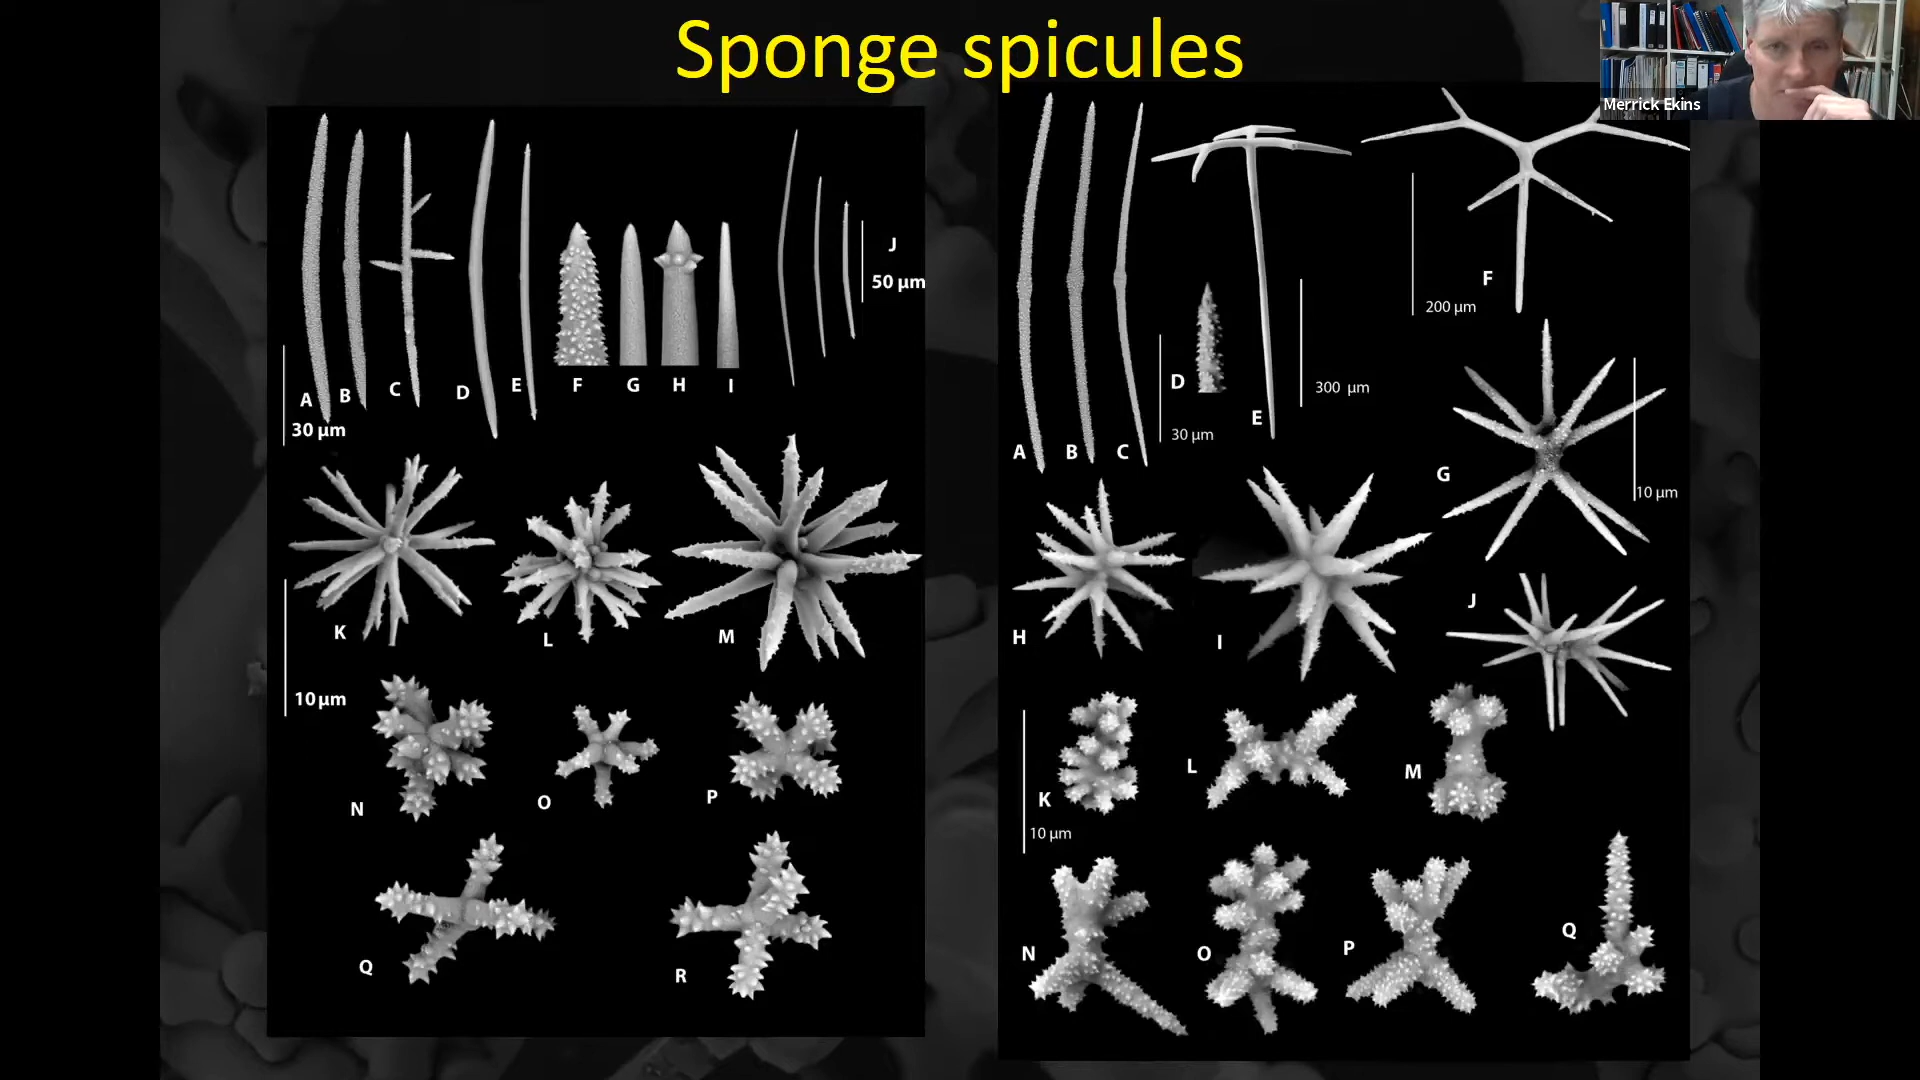 Sponge spicules
Merrick Ekins
A B C D E F G H I J
50 µm
30 µm
K L M
10 µm
N O P
Q R
A B C D E F
200 µm
300 µm
30 µm
G
10 µm
H I J
K L M
10 µm
N O P Q